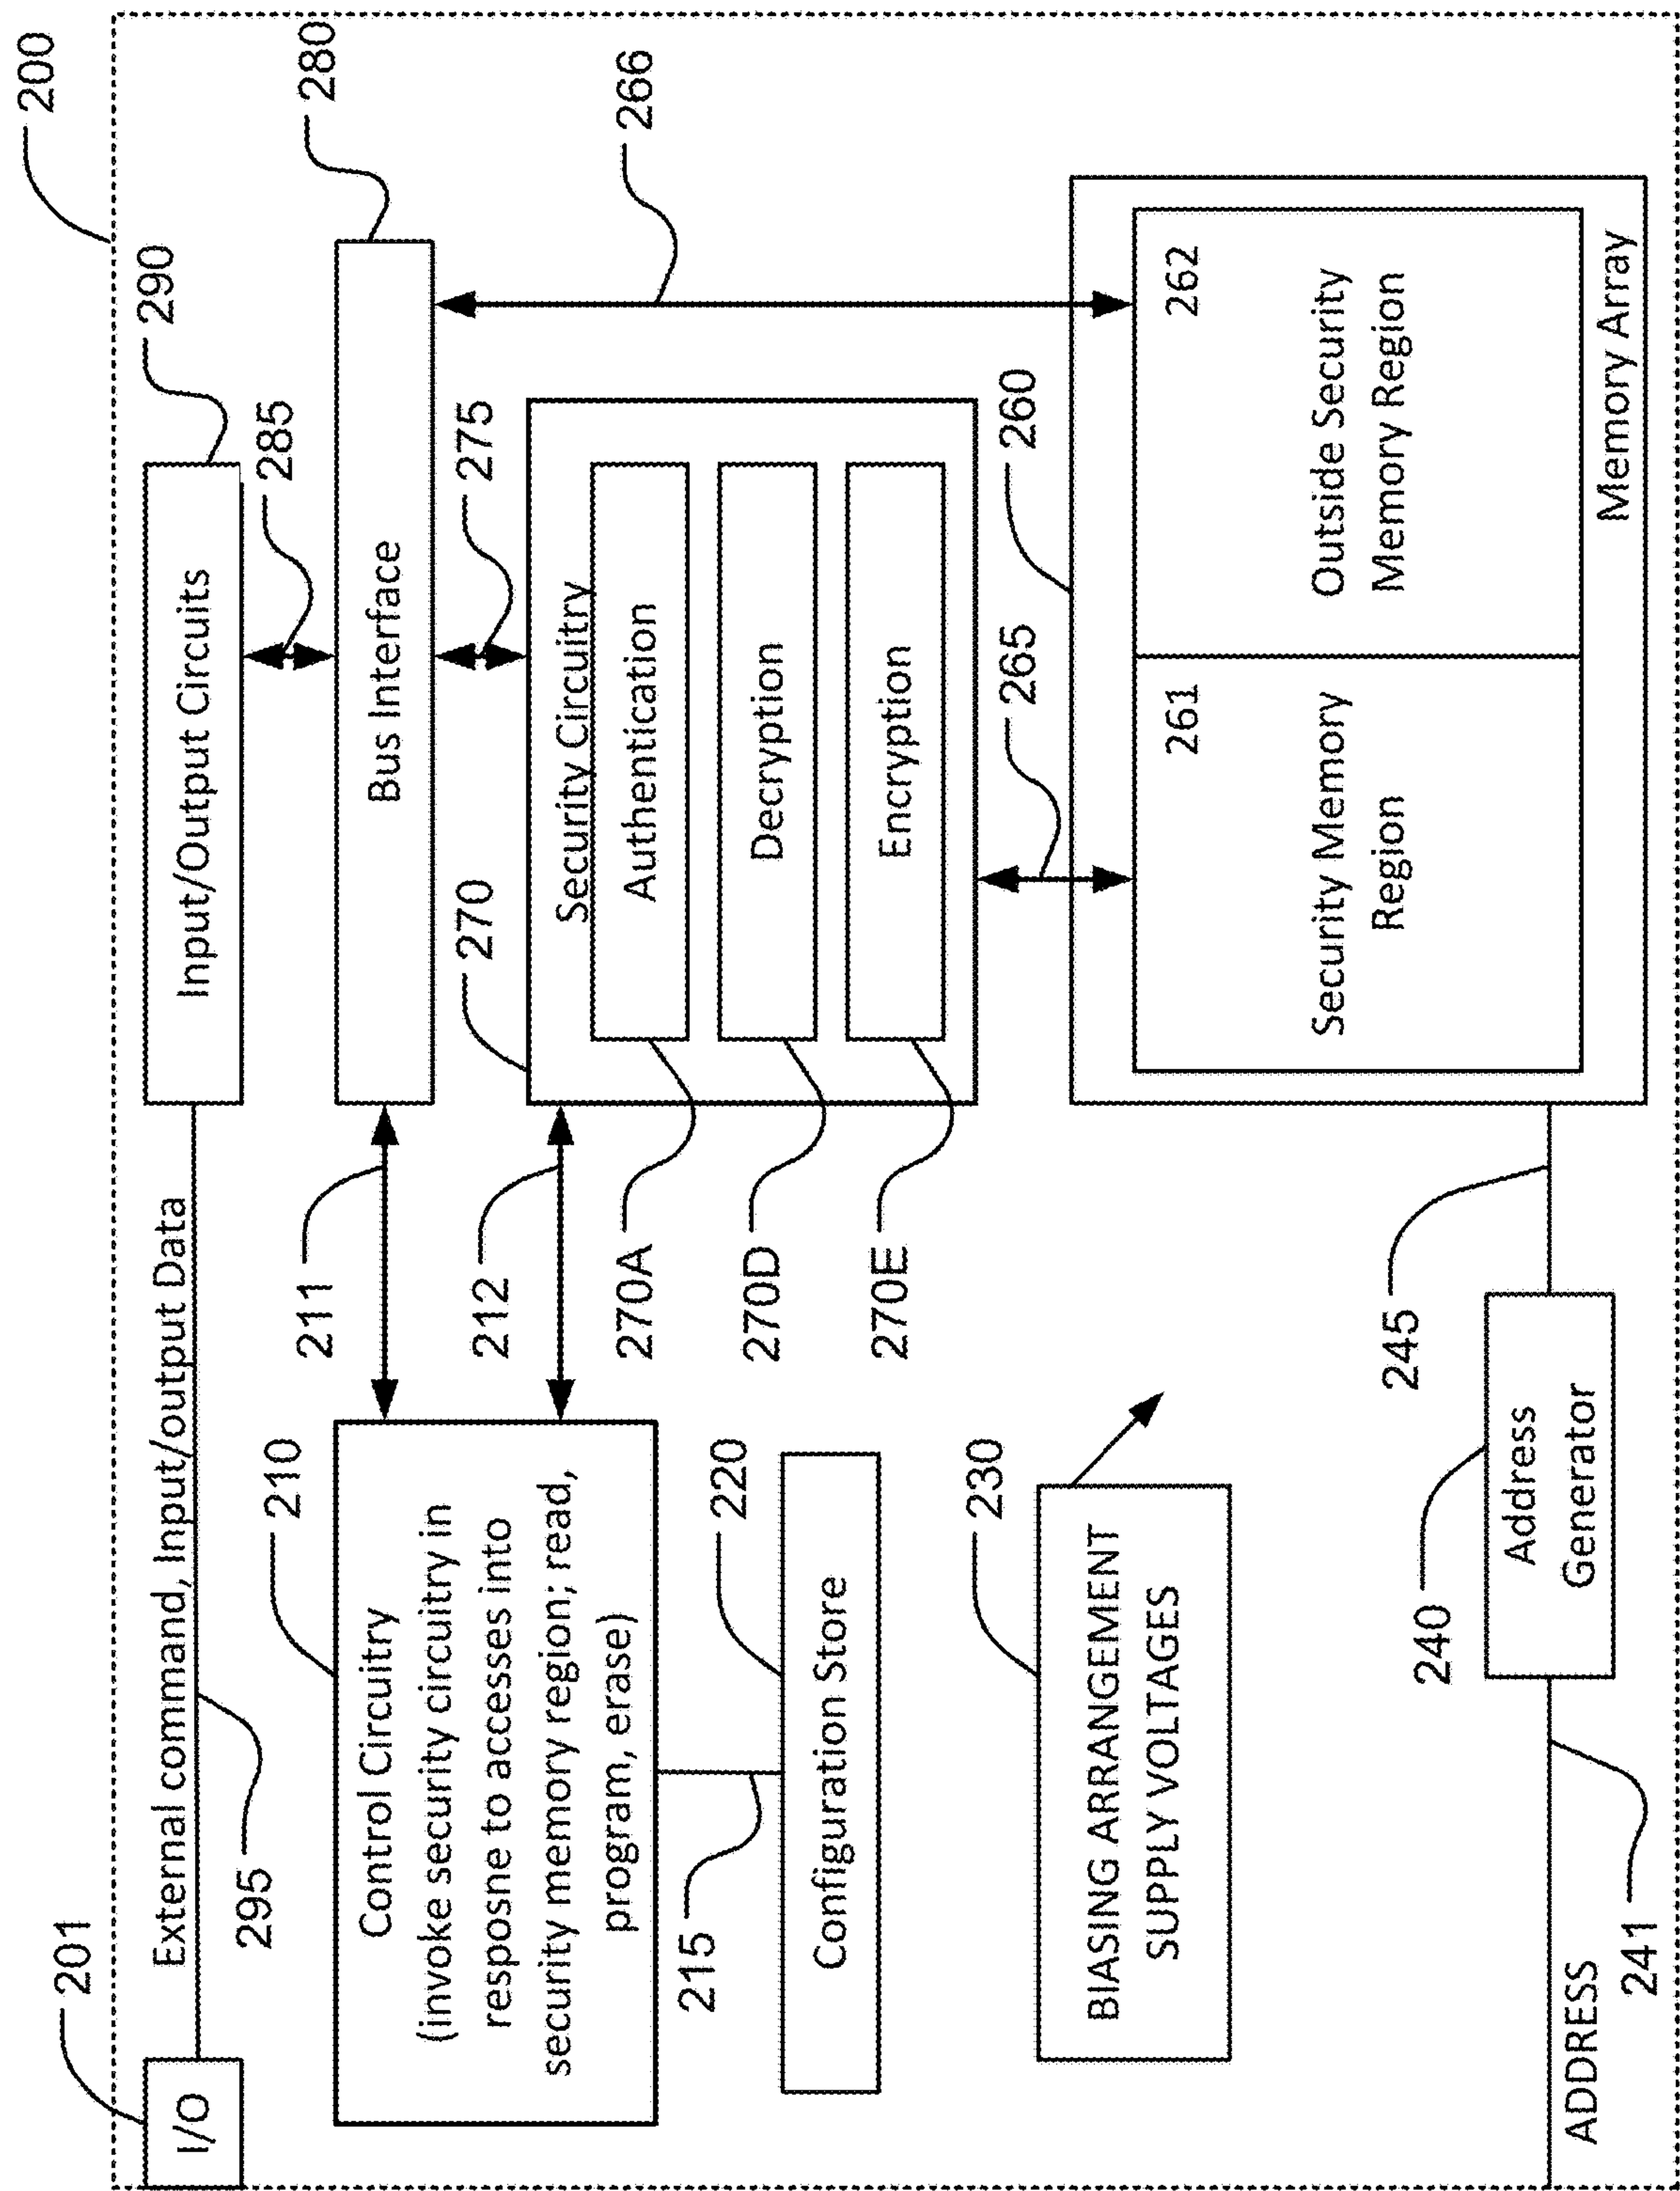 200
201
I/O
External command, Input/output Data
295
Input/Output Circuits
290
285
Bus Interface
280
211
210
Control Circuitry
(invoke security circuitry in
resposne to accesses into
security memory region; read,
program, erase)
212
270
275
Security Circuitry
Authentication
Decryption
Encryption
270A
270D
270E
266
215
220
Configuration Store
230
BIASING ARRANGEMENT
SUPPLY VOLTAGES
265
260
261
Security Memory
Region
262
Outside Security
Memory Region
Memory Array
245
240
Address
Generator
ADDRESS
241